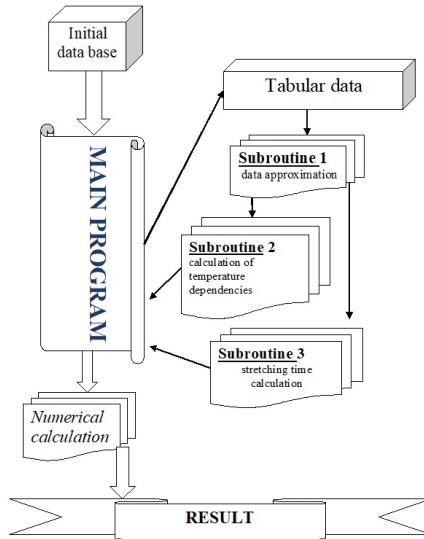 Initial
data base
Tabular data
MAIN PROGRAM
Subroutine 1
data approximation
Subroutine 2
calculation of
temperature
dependencies
Subroutine 3
stretching time
calculation
Numerical
calculation
RESULT